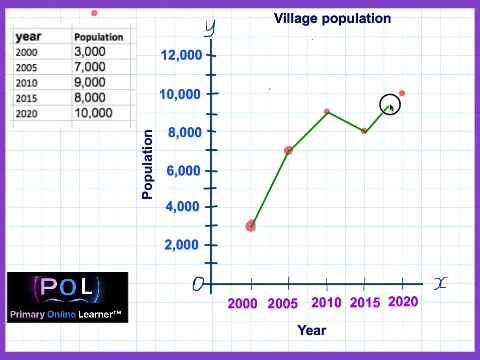 Village population
year Population
2000 3,000
2005 7,000
2010 9,000
2015 8,000
2020 10,000
y
12,000
10,000
8,000
6,000
4,000
2,000
O
Population
2000 2005 2010 2015 2020
x
Year
POL
Primary Online Learner™